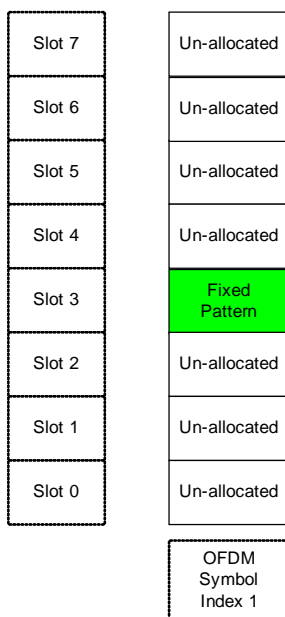 Slot 7
Un-allocated
Slot 6
Un-allocated
Slot 5
Un-allocated
Slot 4
Un-allocated
Slot 3
Fixed
Pattern
Slot 2
Un-allocated
Slot 1
Un-allocated
Slot 0
Un-allocated
OFDM
Symbol
Index 1